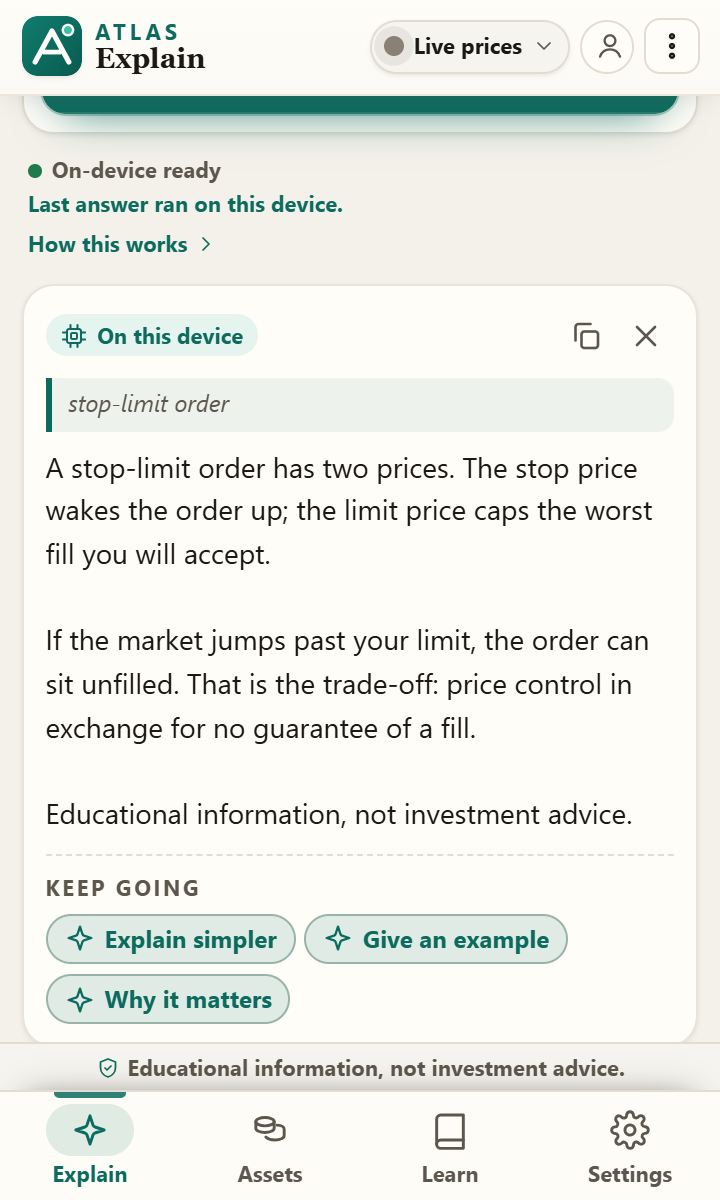 ATLAS
Explain
Live prices
On-device ready
Last answer ran on this device.
How this works
On this device
stop-limit order
A stop-limit order has two prices. The stop price
wakes the order up; the limit price caps the worst
fill you will accept.
If the market jumps past your limit, the order can
sit unfilled. That is the trade-off: price control in
exchange for no guarantee of a fill.
Educational information, not investment advice.
KEEP GOING
Explain simpler
Give an example
Why it matters
Educational information, not investment advice.
Explain
Assets
Learn
Settings